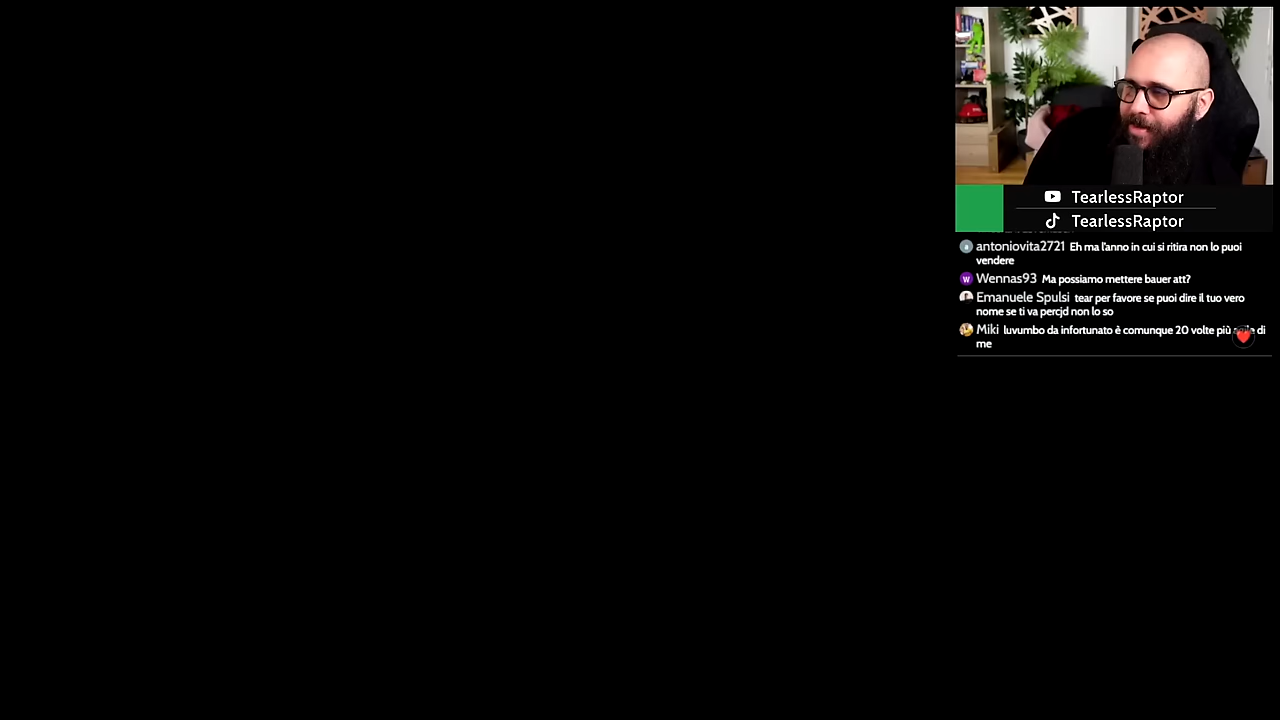 TearlessRaptor
TearlessRaptor
antoniovita2721 Eh ma l'anno in cui si ritira non lo puoi
vendere
Wennas93 Ma possiamo mettere bauer att?
Emanuele Spulsi tear per favore se puoi dire il tuo vero
nome se ti va percjd non lo so
Miki luvumbo da infortunato è comunque 20 volte più di
me